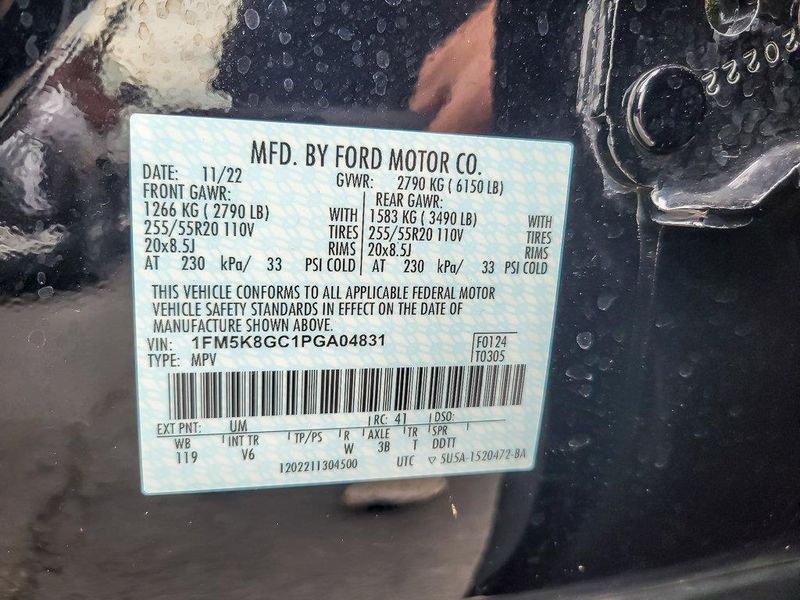 20222
MFD. BY FORD MOTOR CO.
DATE: 11/22 GVWR: 2790 KG ( 6150 LB)
FRONT GAWR: REAR GAWR:
1266 KG ( 2790 LB) WITH 1583 KG ( 3490 LB) WITH
255/55R20 110V TIRES 255/55R20 110V TIRES
20x8.5J RIMS 20x8.5J RIMS
AT 230 kPa/ 33 PSI COLD AT 230 kPa/ 33 PSI COLD
THIS VEHICLE CONFORMS TO ALL APPLICABLE FEDERAL MOTOR
VEHICLE SAFETY STANDARDS IN EFFECT ON THE DATE OF
MANUFACTURE SHOWN ABOVE.
VIN: 1FM5K8GC1PGA04831 F0124
TYPE: MPV T0305
EXT PNT: UM RC: 41 DSO:
WB INT TR TP/PS R AXLE TR SPR
119 V6 W 3B T DDTT
1202211304500 UTC ▽ 5U5A-1520472-BA